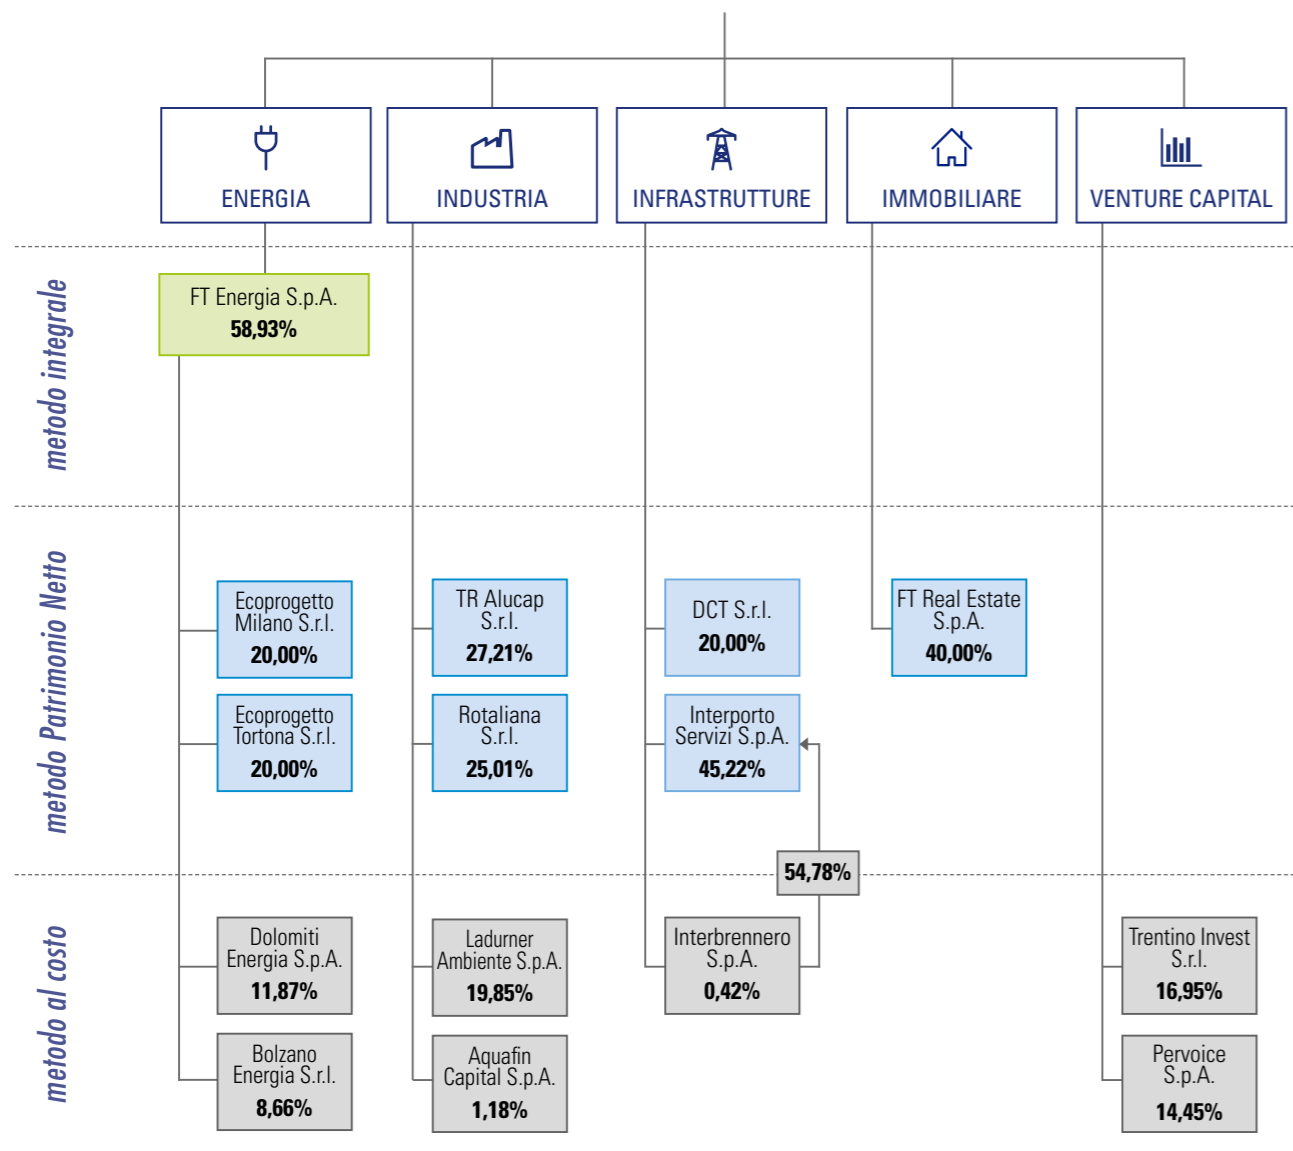 ENERGIA
INDUSTRIA
INFRASTRUTTURE
IMMOBILIARE
VENTURE CAPITAL
metodo integrale
FT Energia S.p.A.
58,93%
metodo Patrimonio Netto
Ecoprogetto
Milano S.r.l.
20,00%
TR Alucap
S.r.l.
27,21%
DCT S.r.l.
20,00%
FT Real Estate
S.p.A.
40,00%
Ecoprogetto
Tortona S.r.l.
20,00%
Rotaliana
S.r.l.
25,01%
Interporto
Servizi S.p.A.
45,22%
54,78%
metodo al costo
Dolomiti
Energia S.p.A.
11,87%
Ladurner
Ambiente S.p.A.
19,85%
Interbrennero
S.p.A.
0,42%
Trentino Invest
S.r.l.
16,95%
Bolzano
Energia S.r.l.
8,66%
Aquafin
Capital S.p.A.
1,18%
Pervoice
S.p.A.
14,45%